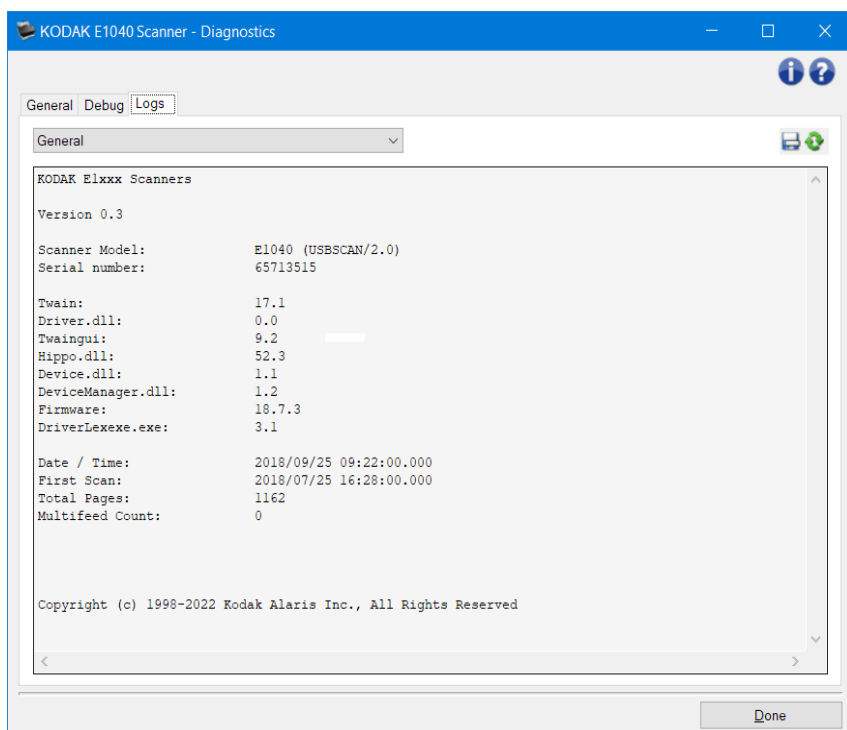 KODAK E1040 Scanner - Diagnostics
General Debug Logs
General
KODAK E1xxx Scanners
Version 0.3
Scanner Model: E1040 (USBSCAN/2.0)
Serial number: 65713515
Twain: 17.1
Driver.dll: 0.0
Twaingui: 9.2
Hippo.dll: 52.3
Device.dll: 1.1
DeviceManager.dll: 1.2
Firmware: 18.7.3
DriverLexexe.exe: 3.1
Date / Time: 2018/09/25 09:22:00.000
First Scan: 2018/07/25 16:28:00.000
Total Pages: 1162
Multifeed Count: 0
Copyright (c) 1998-2022 Kodak Alaris Inc., All Rights Reserved
Done